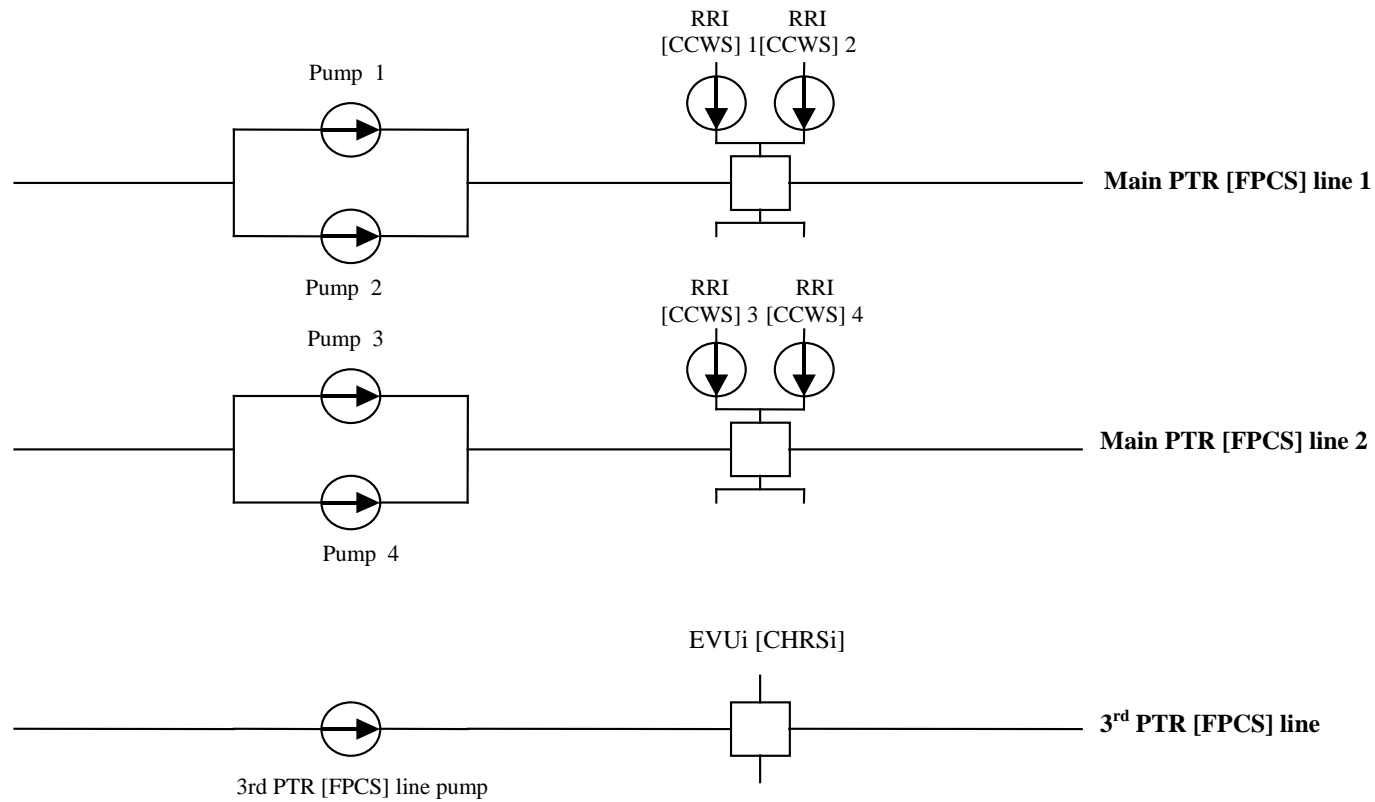 RRI RRI
[CCWS] 1[CCWS] 2
Pump 1
Main PTR [FPCS] line 1
Pump 2
RRI RRI
[CCWS] 3 [CCWS] 4
Pump 3
Main PTR [FPCS] line 2
Pump 4
EVUi [CHRSi]
3rd PTR [FPCS] line
3rd PTR [FPCS] line pump